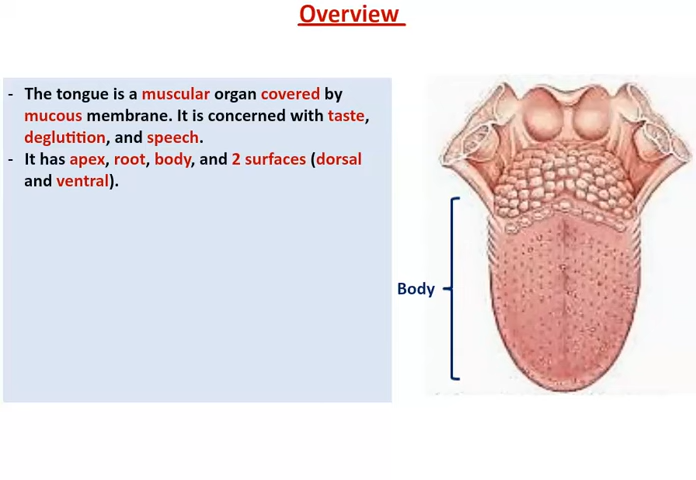 Overview
- The tongue is a muscular organ covered by
mucous membrane. It is concerned with taste,
deglutition, and speech.
- It has apex, root, body, and 2 surfaces (dorsal
and ventral).
Body